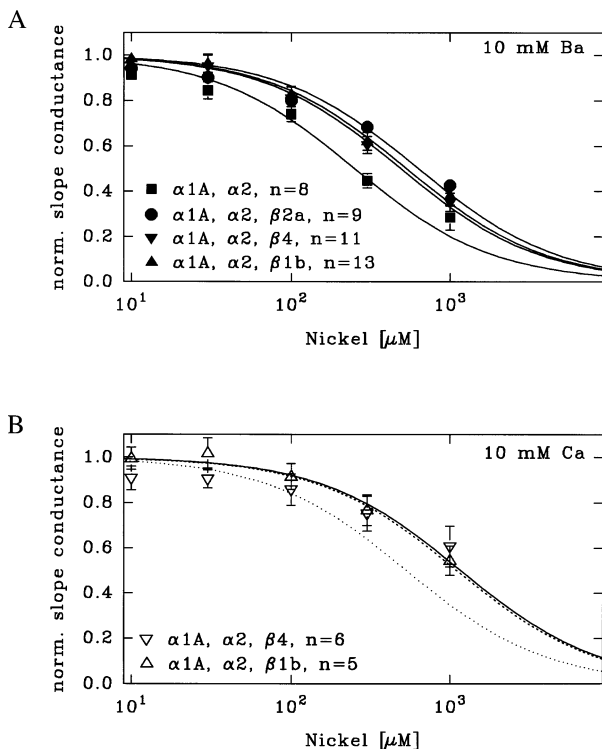 A
10 mM Ba
norm. slope conductance
1.0
0.8
0.6
0.4
0.2
0.0
α1A, α2, n=8
α1A, α2, β2a, n=9
α1A, α2, β4, n=11
α1A, α2, β1b, n=13
10¹ 10² 10³
Nickel [μM]
B
10 mM Ca
norm. slope conductance
1.0
0.8
0.6
0.4
0.2
0.0
α1A, α2, β4, n=6
α1A, α2, β1b, n=5
10¹ 10² 10³
Nickel [μM]